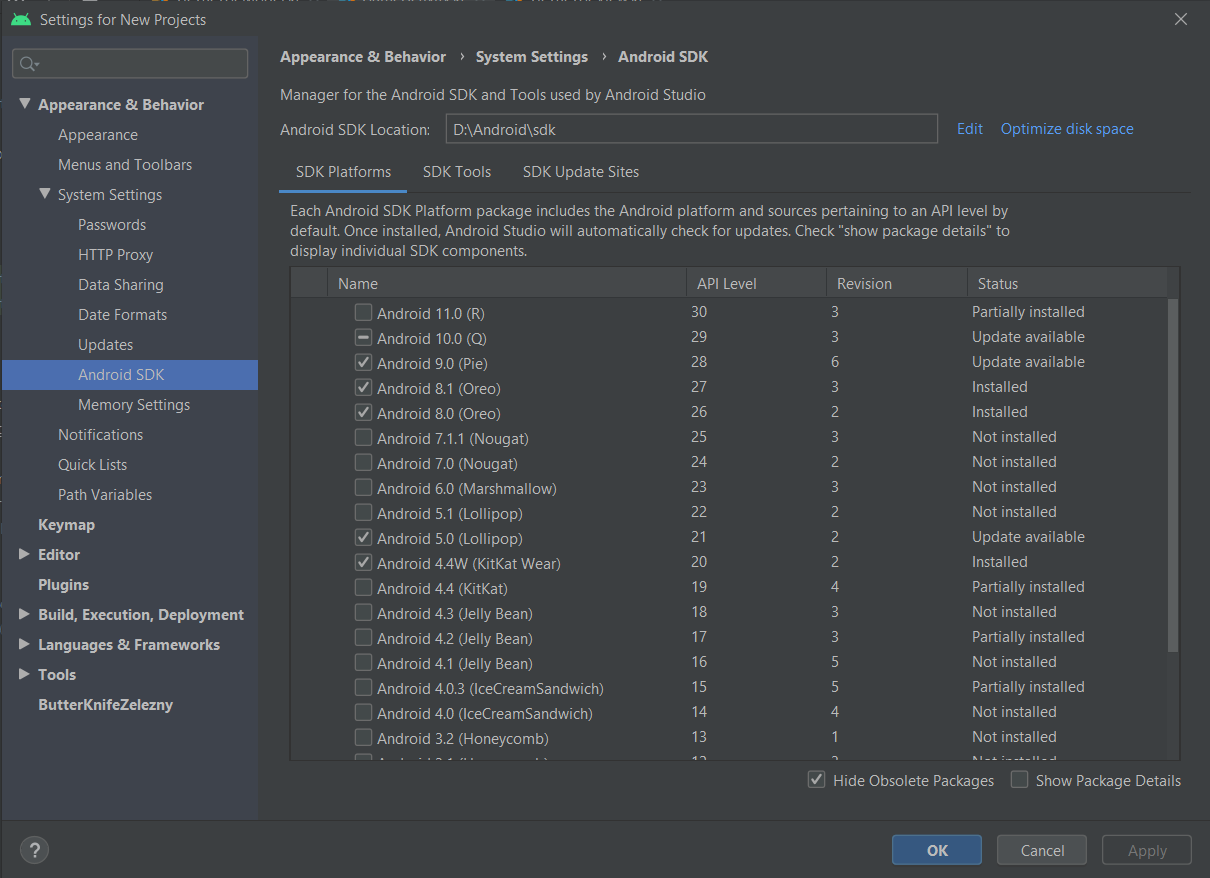 Settings for New Projects
Appearance & Behavior
Appearance
Menus and Toolbars
System Settings
Passwords
HTTP Proxy
Data Sharing
Date Formats
Updates
Android SDK
Memory Settings
Notifications
Quick Lists
Path Variables
Keymap
Editor
Plugins
Build, Execution, Deployment
Languages & Frameworks
Tools
ButterKnifeZelezny
Appearance & Behavior › System Settings › Android SDK
Manager for the Android SDK and Tools used by Android Studio
Android SDK Location: D:\Android\sdk Edit Optimize disk space
SDK Platforms SDK Tools SDK Update Sites
Each Android SDK Platform package includes the Android platform and sources pertaining to an API level by
default. Once installed, Android Studio will automatically check for updates. Check "show package details" to
display individual SDK components.
Name API Level Revision Status
Android 11.0 (R) 30 3 Partially installed
Android 10.0 (Q) 29 3 Update available
Android 9.0 (Pie) 28 6 Update available
Android 8.1 (Oreo) 27 3 Installed
Android 8.0 (Oreo) 26 2 Installed
Android 7.1.1 (Nougat) 25 3 Not installed
Android 7.0 (Nougat) 24 2 Not installed
Android 6.0 (Marshmallow) 23 3 Not installed
Android 5.1 (Lollipop) 22 2 Not installed
Android 5.0 (Lollipop) 21 2 Update available
Android 4.4W (KitKat Wear) 20 2 Installed
Android 4.4 (KitKat) 19 4 Partially installed
Android 4.3 (Jelly Bean) 18 3 Not installed
Android 4.2 (Jelly Bean) 17 3 Partially installed
Android 4.1 (Jelly Bean) 16 5 Not installed
Android 4.0.3 (IceCreamSandwich) 15 5 Partially installed
Android 4.0 (IceCreamSandwich) 14 4 Not installed
Android 3.2 (Honeycomb) 13 1 Not installed
Hide Obsolete Packages Show Package Details
? OK Cancel Apply